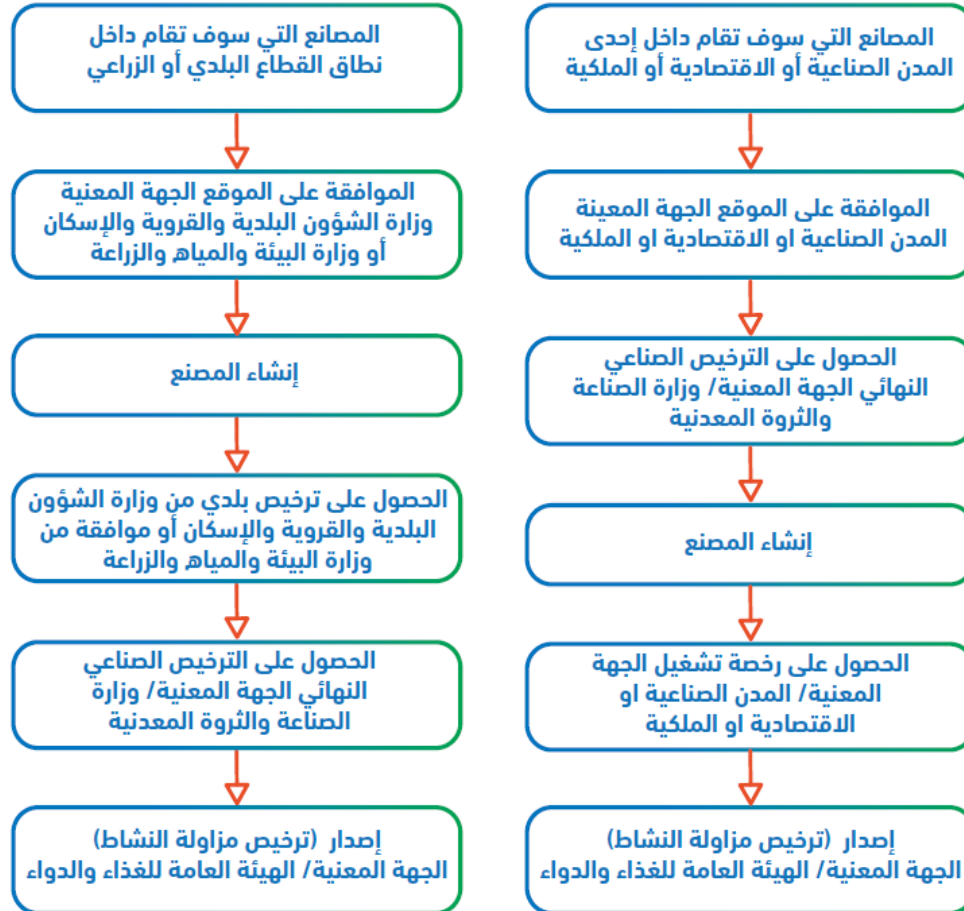 المصانع التي سوف تقام داخل إحدى
المدن الصناعية أو الاقتصادية أو الملكية
الموافقة على الموقع الجهة المعينة
المدن الصناعية او الاقتصادية او الملكية
الحصول على الترخيص الصناعي
النهائي الجهة المعنية/ وزارة الصناعة
والثروة المعدنية
إنشاء المصنع
الحصول على رخصة تشغيل الجهة
المعنية/ المدن الصناعية او
الاقتصادية او الملكية
إصدار (ترخيص مزاولة النشاط)
الجهة المعنية/ الهيئة العامة للغذاء والدواء
المصانع التي سوف تقام داخل
نطاق القطاع البلدي أو الزراعي
الموافقة على الموقع الجهة المعنية
وزارة الشؤون البلدية والقروية والإسكان
أو وزارة البيئة والمياه والزراعة
إنشاء المصنع
الحصول على ترخيص بلدي من وزارة الشؤون
البلدية والقروية والإسكان أو موافقة من
وزارة البيئة والمياه والزراعة
الحصول على الترخيص الصناعي
النهائي الجهة المعنية/ وزارة
الصناعة والثروة المعدنية
إصدار (ترخيص مزاولة النشاط)
الجهة المعنية/ الهيئة العامة للغذاء والدواء